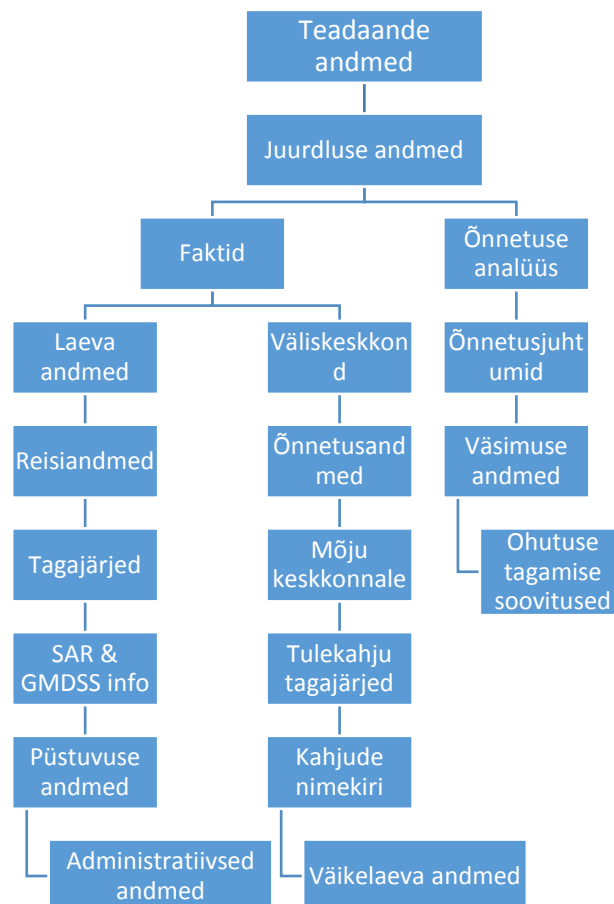 Teadaande
andmed
Juurdluse andmed
Faktid
Õnnetuse
analüüs
Laeva
andmed
Väliskeskkon
d
Õnnetusjuht
umid
Reisiandmed
Õnnetusand
med
Väsimuse
andmed
Tagajärjed
Mõju
keskkonnale
Ohutuse
tagamise
soovitused
SAR &
GMDSS info
Tulekahju
tagajärjed
Püstuvuse
andmed
Kahjude
nimekiri
Administratiivsed
andmed
Väikelaeva andmed